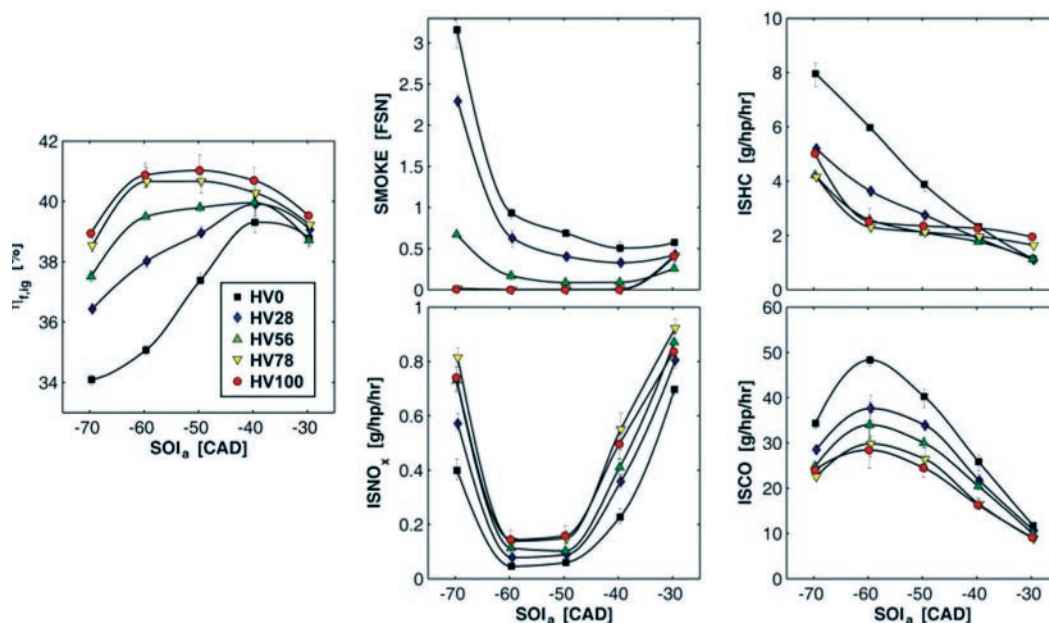 42
40
38
36
34
-70 -60 -50 -40 -30
SOIa [CAD]
[%]
HV0
HV28
HV56
HV78
HV100
SMOKE [FSN]
3
2.5
2
1.5
1
0.5
0
ISNOx [g/hp/hr]
1
0.8
0.6
0.4
0.2
0
-70 -60 -50 -40 -30
SOIa [CAD]
ISHC [g/hp/hr]
10
8
6
4
2
0
ISCO [g/hp/hr]
60
50
40
30
20
10
0
-70 -60 -50 -40 -30
SOIa [CAD]